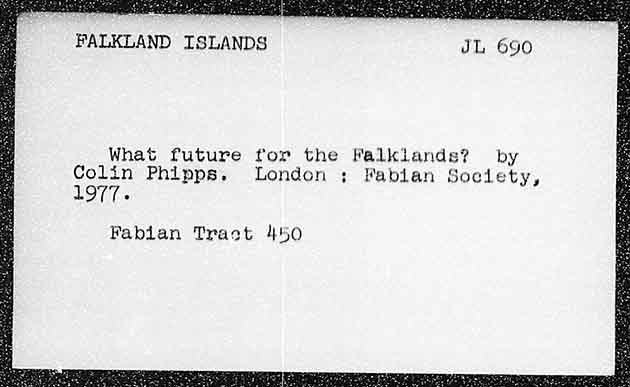 FALKLAND ISLANDS JL 690
What future for the Falklands? by
Colin Phipps. London : Fabian Society,
1977.
Fabian Tract 450